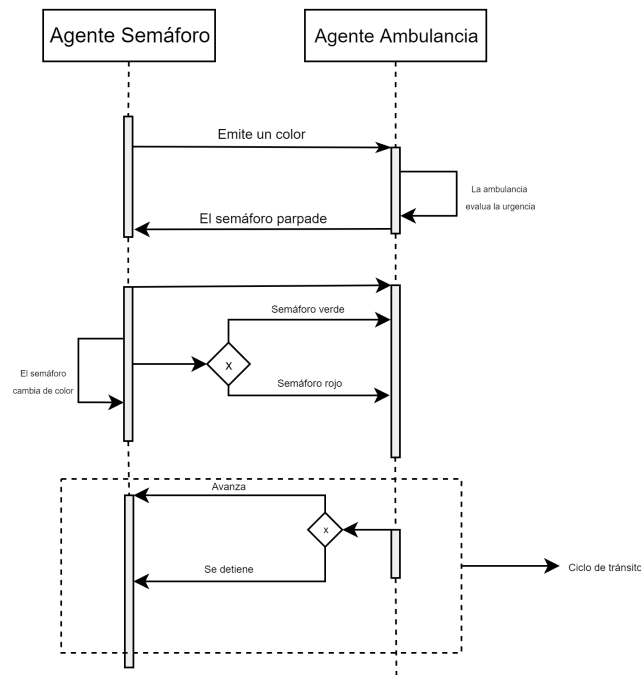 Agente Semáforo
Agente Ambulancia
Emite un color
La ambulancia
evalua la urgencia
El semáforo parpade
Semáforo verde
x
El semáforo
cambia de color
Semáforo rojo
Avanza
x
Se detiene
Ciclo de tránsito